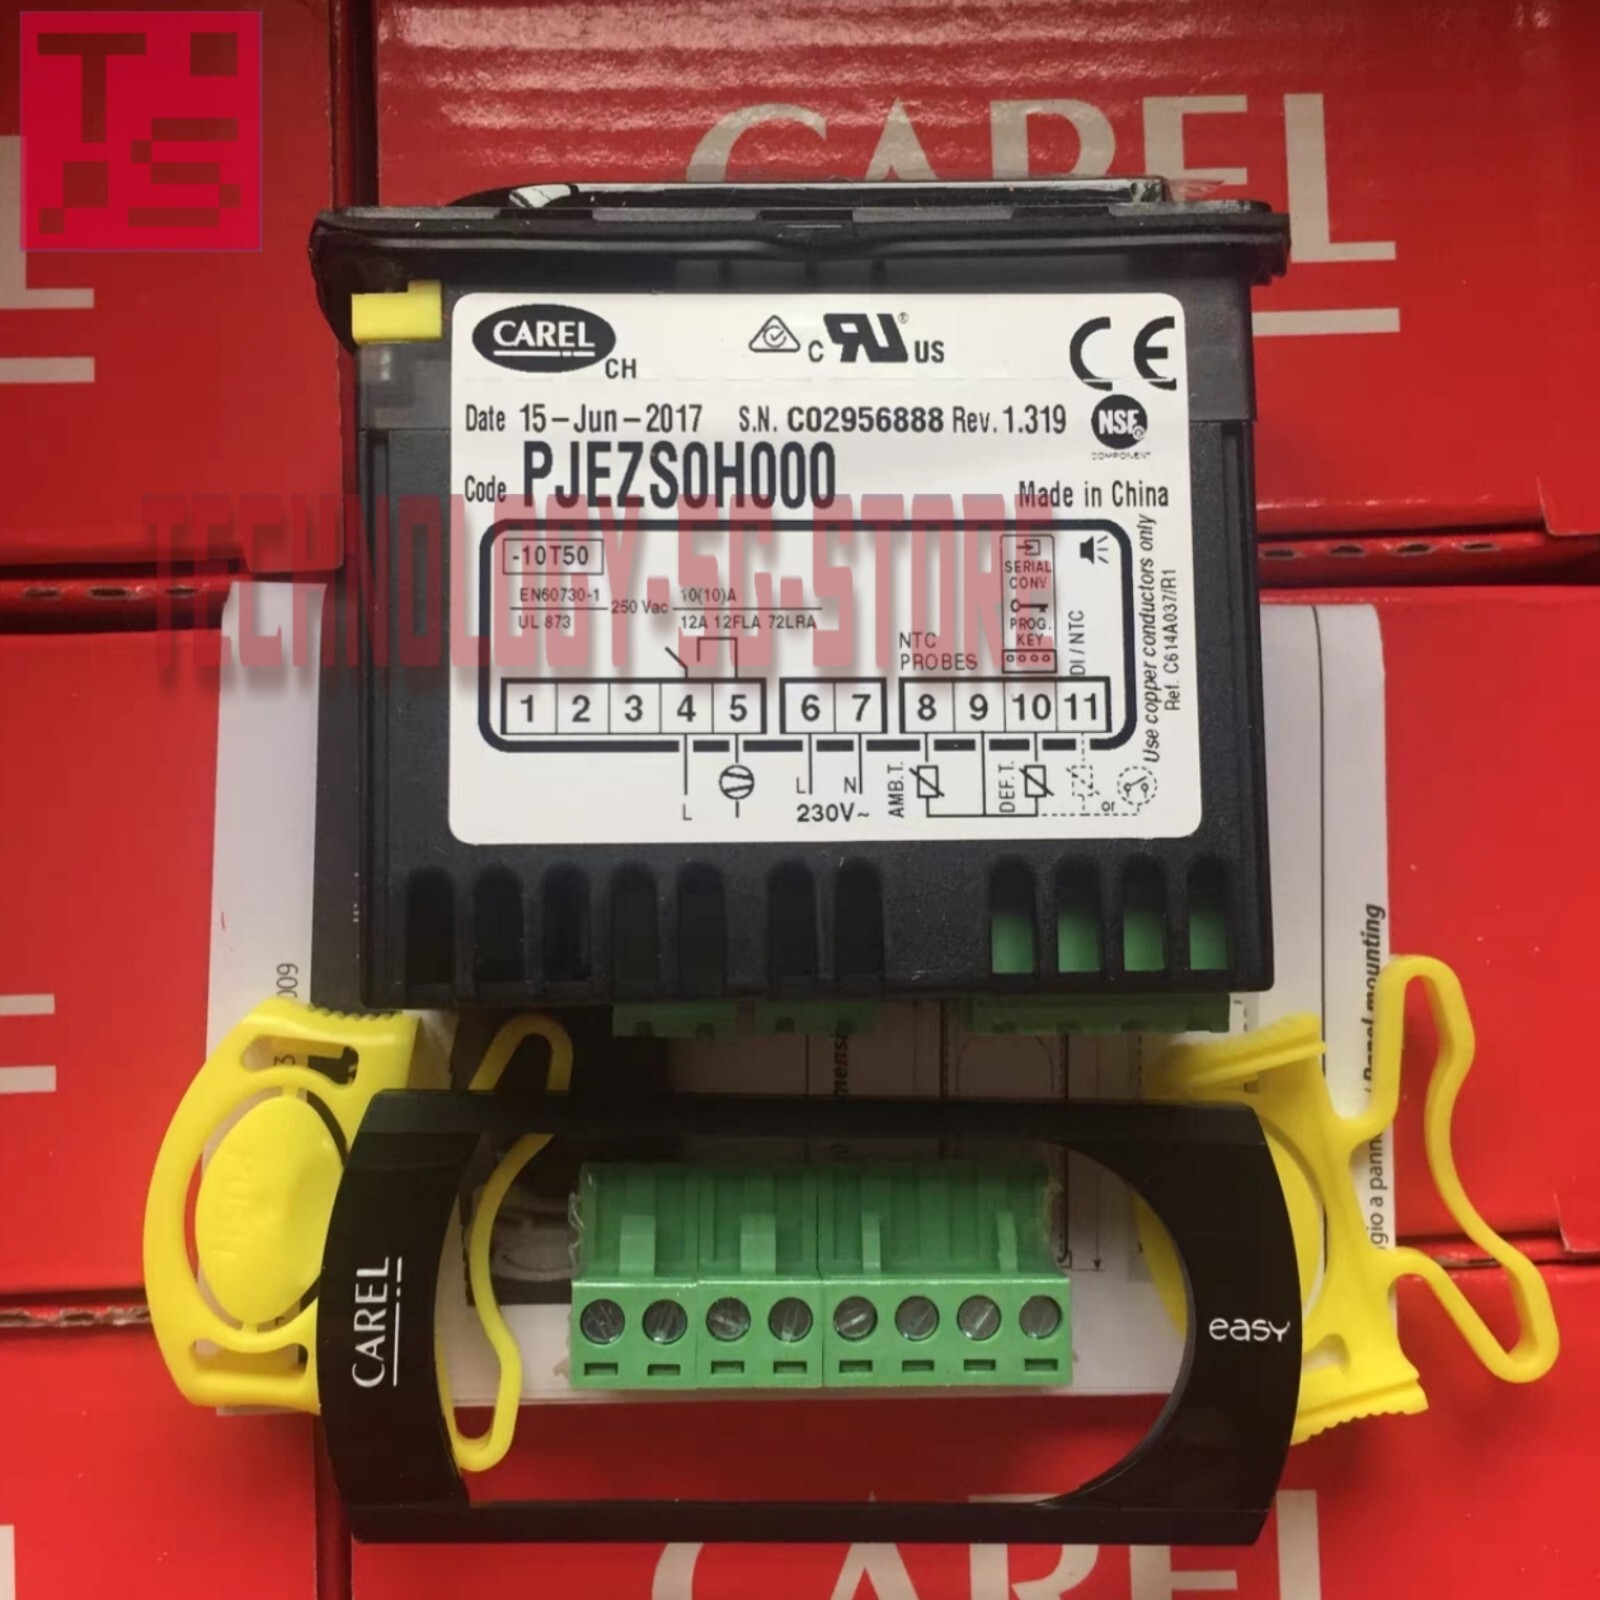 CAREL
CAREL
CH
C US
CE
Date 15-Jun-2017 S.N. C02956888 Rev. 1.319
NSF®
COMPONENT
Code PJEZS0H000
Made in China
TECHNOLOGY-SG-STORE
-10T50
EN60730-1
UL 873
250 Vac
10(10)A
12A 12FLA 72LRA
SERIAL
CONV
PROG.
KEY
NTC
PROBES
DI / NTC
Use copper conductors only
Ref. C614A037/R1
1 2 3 4 5 6 7 8 9 10 11
L
L N
230V~
AMB.T.
DEF.T.
or
Panel mounting
CAREL
easy
CAREL